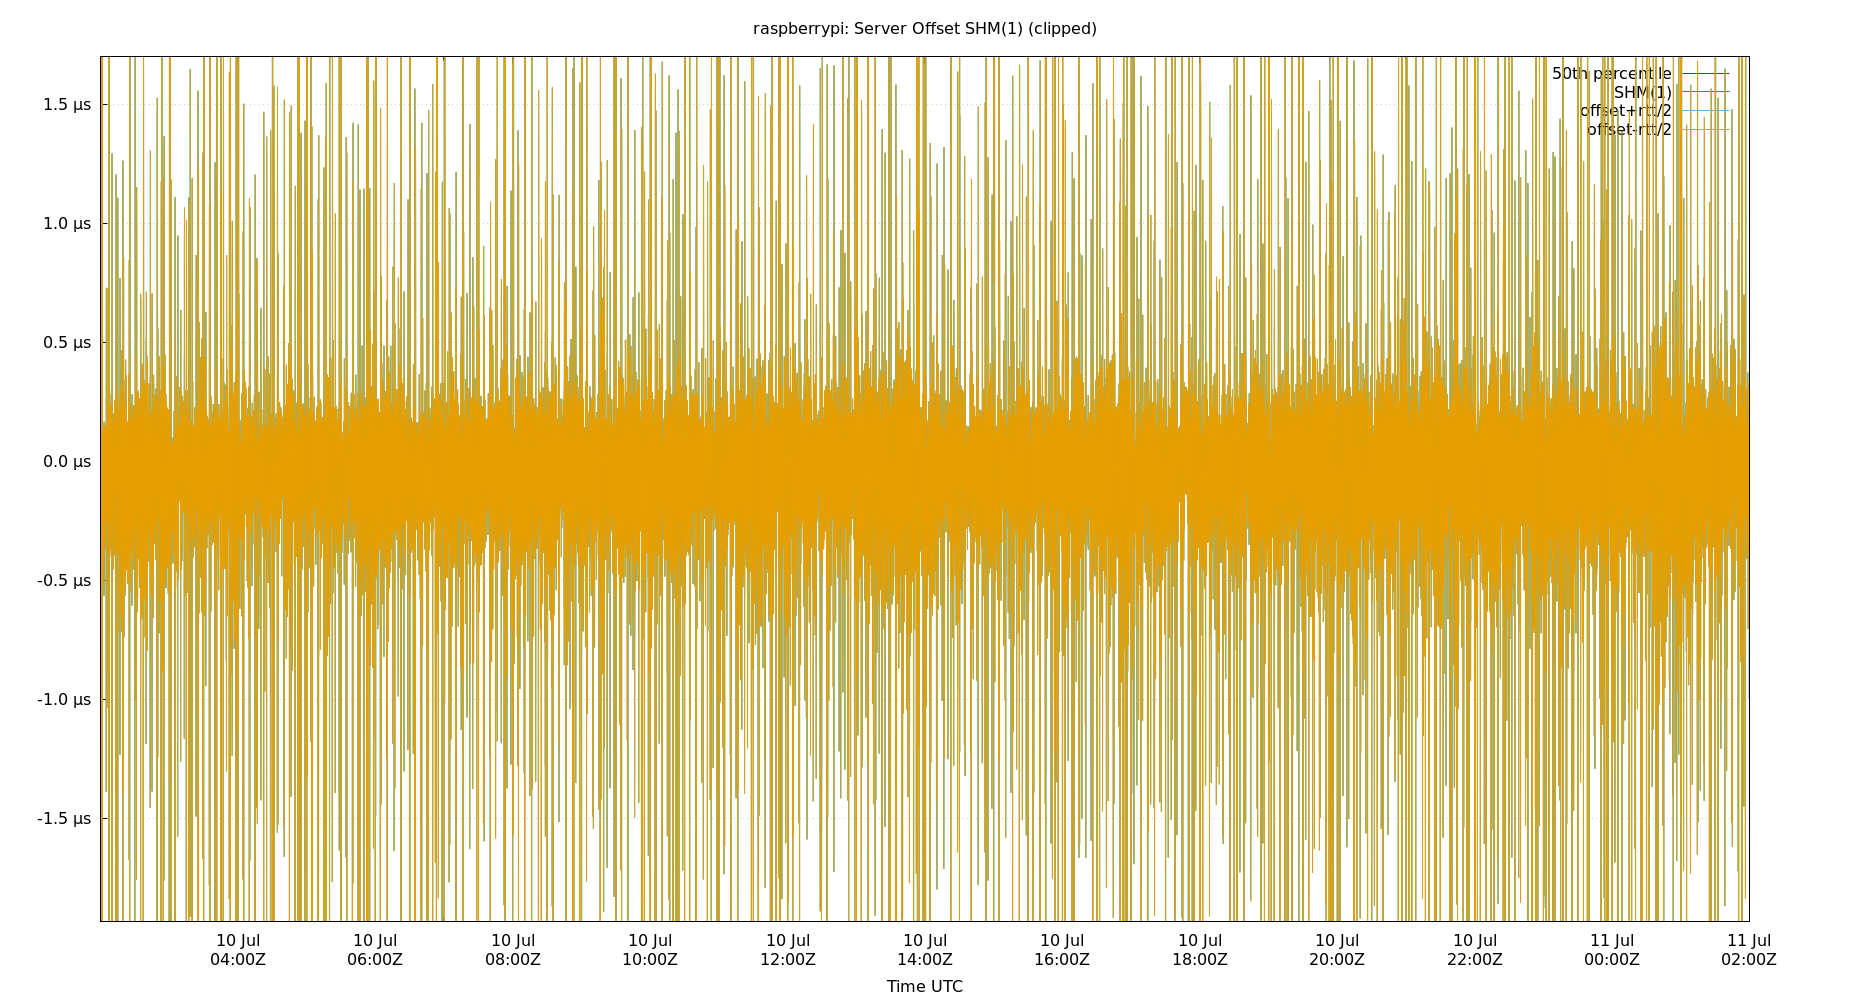 raspberrypi: Server Offset SHM(1) (clipped)
50th percentile
SHM(1)
offset+rtt/2
offset-rtt/2
1.5 µs
1.0 µs
0.5 µs
0.0 µs
-0.5 µs
-1.0 µs
-1.5 µs
10 Jul 10 Jul 10 Jul 10 Jul 10 Jul 10 Jul 10 Jul 10 Jul 10 Jul 10 Jul 11 Jul 11 Jul
04:00Z 06:00Z 08:00Z 10:00Z 12:00Z 14:00Z 16:00Z 18:00Z 20:00Z 22:00Z 00:00Z 02:00Z
Time UTC